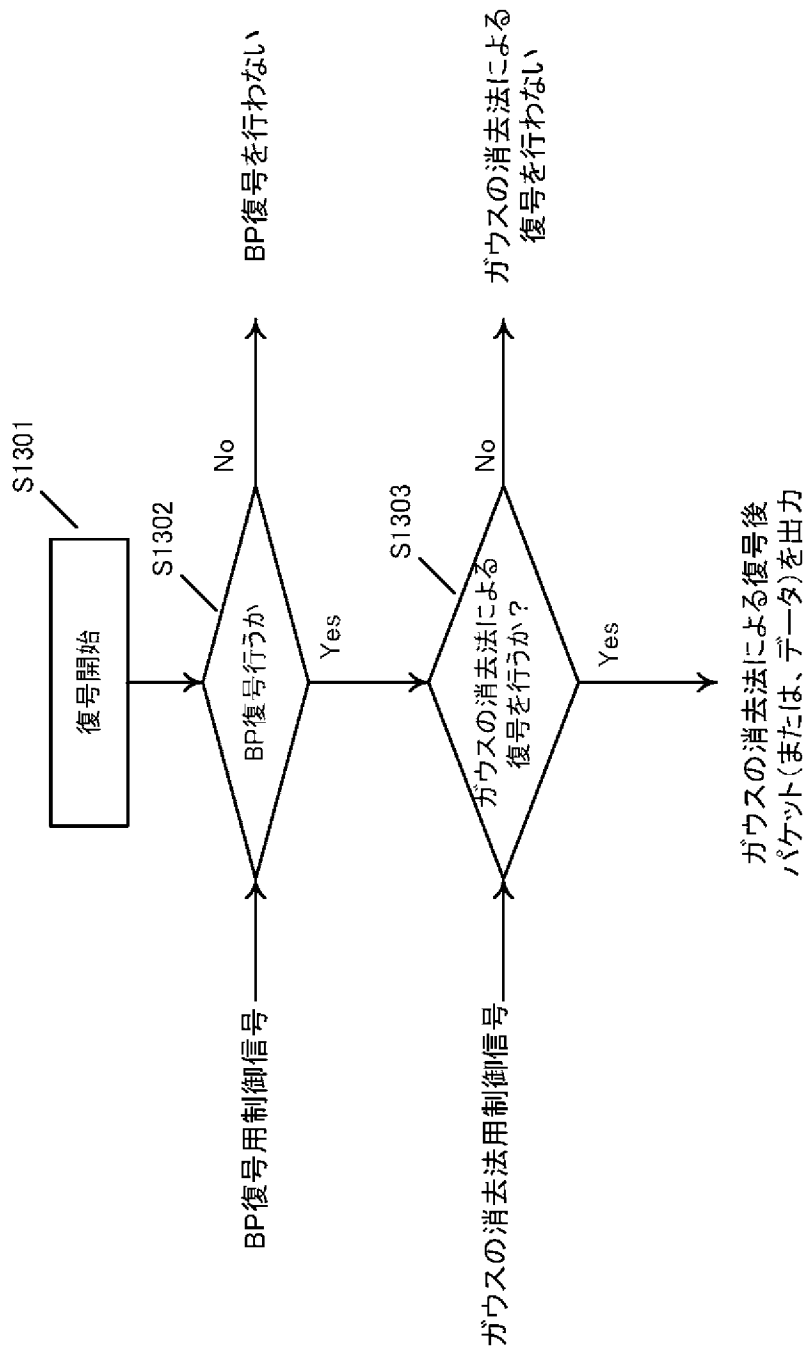 S1301
復号開始
S1302
BP復号用制御信号
BP復号行うか
No
BP復号を行わない
Yes
S1303
ガウスの消去法用制御信号
ガウスの消去法による
復号を行うか?
No
ガウスの消去法による
復号を行わない
Yes
ガウスの消去法による復号後
パケット(または、データ)を出力